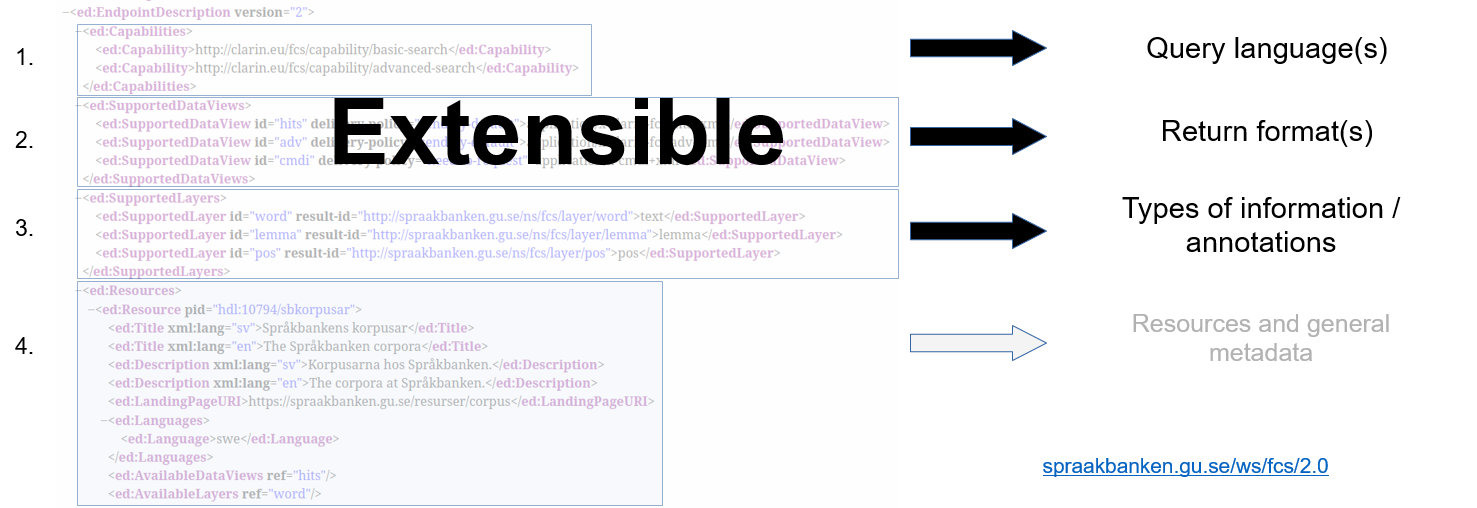 −<ed:EndpointDescription version="2">
1.
−<ed:Capabilities>
<ed:Capability>http://clarin.eu/fcs/capability/basic-search</ed:Capability>
<ed:Capability>http://clarin.eu/fcs/capability/advanced-search</ed:Capability>
</ed:Capabilities>
Query language(s)
Extensible
2.
−<ed:SupportedDataViews>
<ed:SupportedDataView id="hits" ed:SupportedDataView>
<ed:SupportedDataView id="adv" delivery-policy ed:SupportedDataView>
<ed:SupportedDataView id="cmdi" ed:SupportedDataView>
</ed:SupportedDataViews>
Return format(s)
3.
−<ed:SupportedLayers>
<ed:SupportedLayer id="word" result-id="http://spraakbanken.gu.se/ns/fcs/layer/word">text</ed:SupportedLayer>
<ed:SupportedLayer id="lemma" result-id="http://spraakbanken.gu.se/ns/fcs/layer/lemma">lemma</ed:SupportedLayer>
<ed:SupportedLayer id="pos" result-id="http://spraakbanken.gu.se/ns/fcs/layer/pos">pos</ed:SupportedLayer>
</ed:SupportedLayers>
Types of information /
annotations
4.
−<ed:Resources>
−<ed:Resource pid="hdl:10794/sbkorpusar">
<ed:Title xml:lang="sv">Språkbankens korpusar</ed:Title>
<ed:Title xml:lang="en">The Språkbanken corpora</ed:Title>
<ed:Description xml:lang="sv">Korpusarna hos Språkbanken.</ed:Description>
<ed:Description xml:lang="en">The corpora at Språkbanken.</ed:Description>
<ed:LandingPageURI>https://spraakbanken.gu.se/resurser/corpus</ed:LandingPageURI>
−<ed:Languages>
<ed:Language>swe</ed:Language>
</ed:Languages>
<ed:AvailableDataViews ref="hits"/>
<ed:AvailableLayers ref="word"/>
Resources and general
metadata
spraakbanken.gu.se/ws/fcs/2.0